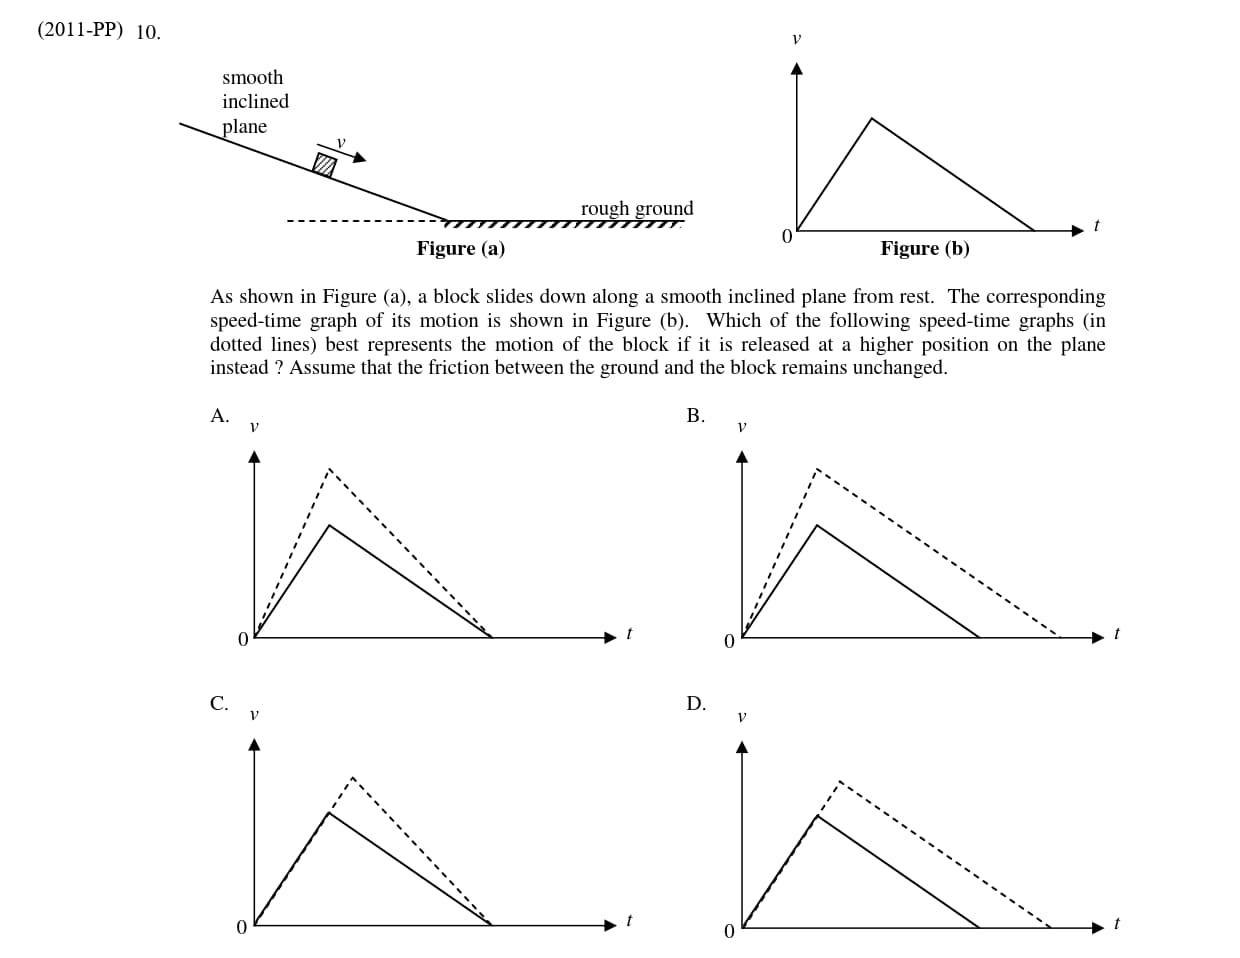 (2011-PP) 10.
smooth
inclined
plane
v
rough ground
Figure (a)
v
t
0
Figure (b)
As shown in Figure (a), a block slides down along a smooth inclined plane from rest. The corresponding
speed-time graph of its motion is shown in Figure (b). Which of the following speed-time graphs (in
dotted lines) best represents the motion of the block if it is released at a higher position on the plane
instead ? Assume that the friction between the ground and the block remains unchanged.
A.
v
0
t
B.
v
0
t
C.
v
0
t
D.
v
0
t